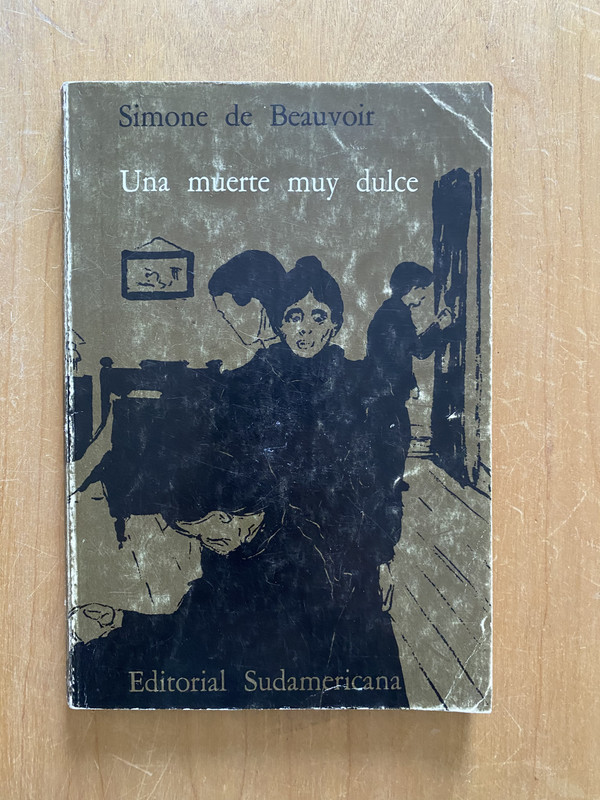 Simone de Beauvoir
Una muerte muy dulce
Editorial Sudamericana